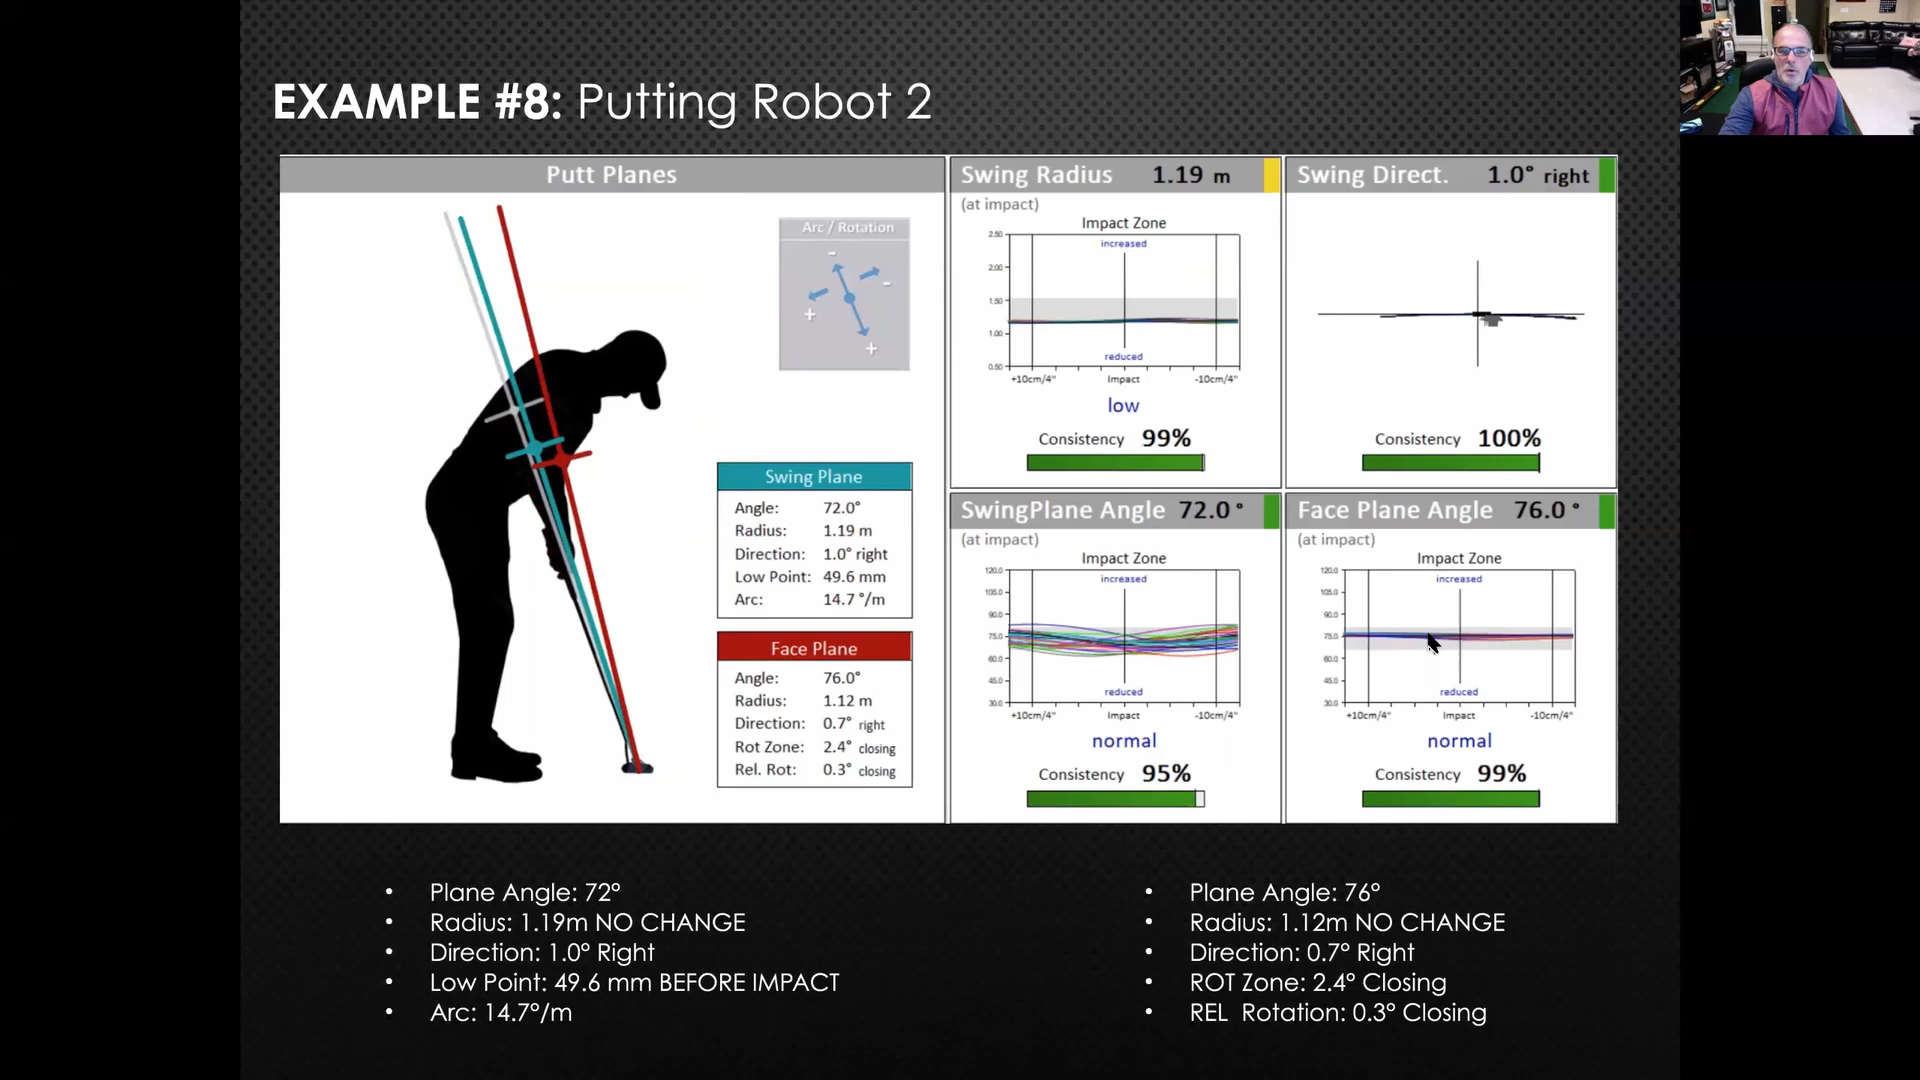 EXAMPLE #8: Putting Robot 2
Putt Planes
Arc / Rotation
-
-
+
+
Swing Plane
Angle: 72.0°
Radius: 1.19 m
Direction: 1.0° right
Low Point: 49.6 mm
Arc: 14.7 °/m
Face Plane
Angle: 76.0°
Radius: 1.12 m
Direction: 0.7° right
Rot Zone: 2.4° closing
Rel. Rot: 0.3° closing
Swing Radius 1.19 m
(at impact)
Impact Zone
increased
2.50
2.00
1.50
1.00
0.50
reduced
+10cm/4" Impact -10cm/4"
low
Consistency 99%
Swing Direct. 1.0° right
Consistency 100%
SwingPlane Angle 72.0 °
(at impact)
Impact Zone
increased
120.0
105.0
90.0
75.0
60.0
45.0
30.0
reduced
+10cm/4" Impact -10cm/4"
normal
Consistency 95%
Face Plane Angle 76.0 °
(at impact)
Impact Zone
increased
120.0
105.0
90.0
75.0
60.0
45.0
30.0
reduced
+10cm/4" Impact -10cm/4"
normal
Consistency 99%
• Plane Angle: 72°
• Radius: 1.19m NO CHANGE
• Direction: 1.0° Right
• Low Point: 49.6 mm BEFORE IMPACT
• Arc: 14.7°/m
• Plane Angle: 76°
• Radius: 1.12m NO CHANGE
• Direction: 0.7° Right
• ROT Zone: 2.4° Closing
• REL Rotation: 0.3° Closing